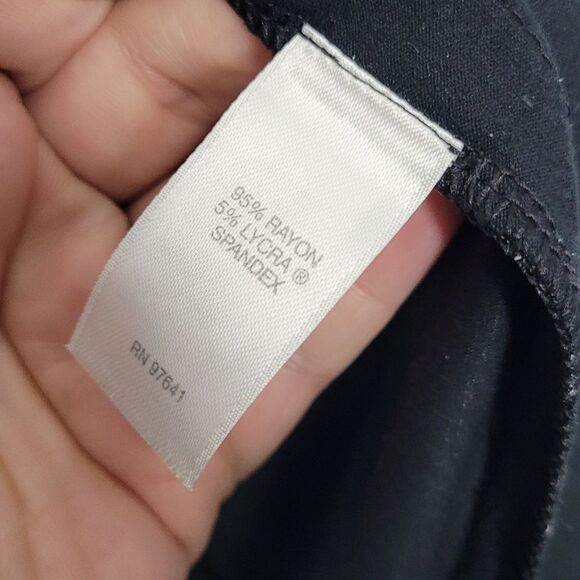 95% RAYON
5% LYCRA ®
SPANDEX
RN 97641